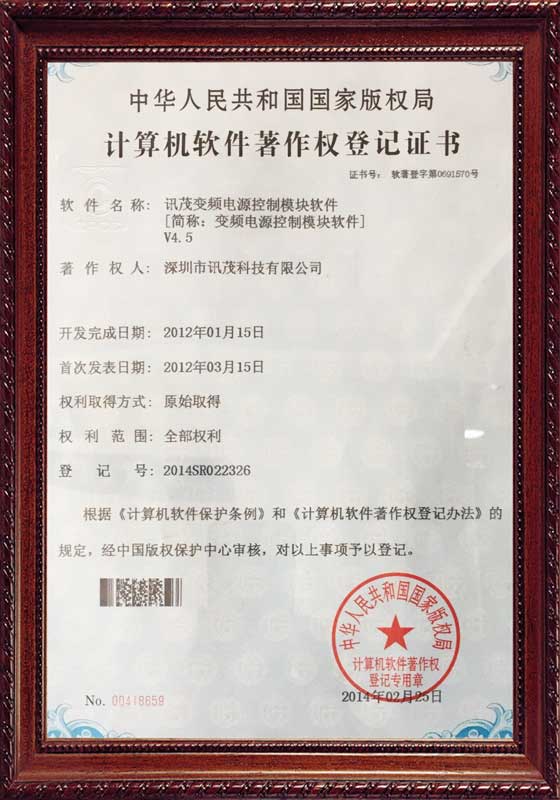 中华人民共和国国家版权局
计算机软件著作权登记证书
证书号： 软著登字第0691570号
软件名称： 讯茂变频电源控制模块软件
[简称：变频电源控制模块软件]
V4.5
著作权人： 深圳市讯茂科技有限公司
开发完成日期： 2012年01月15日
首次发表日期： 2012年03月15日
权利取得方式： 原始取得
权利范围： 全部权利
登记号： 2014SR022326
根据《计算机软件保护条例》和《计算机软件著作权登记办法》的
规定，经中国版权保护中心审核，对以上事项予以登记。
中华人民共和国国家版权局
计算机软件著作权
登记专用章
No. 00418659
2014年02月25日